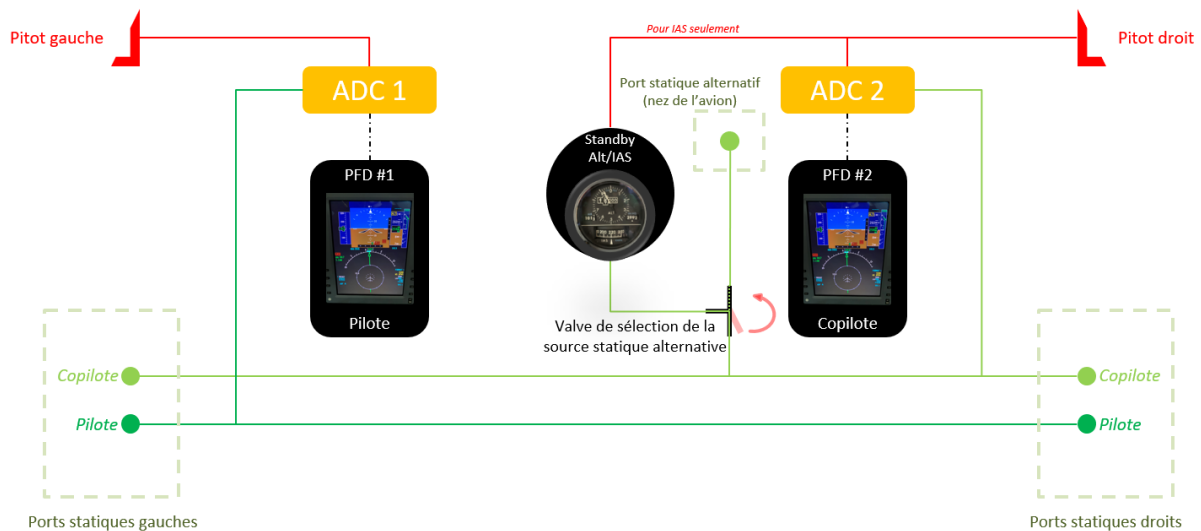 Pitot gauche
Pour IAS seulement
Pitot droit
ADC 1
Port statique alternatif
(nez de l’avion)
ADC 2
Standby
Alt/IAS
PFD #1
PFD #2
Pilote
Valve de sélection de la
source statique alternative
Copilote
Copilote
Copilote
Pilote
Pilote
Ports statiques gauches
Ports statiques droits